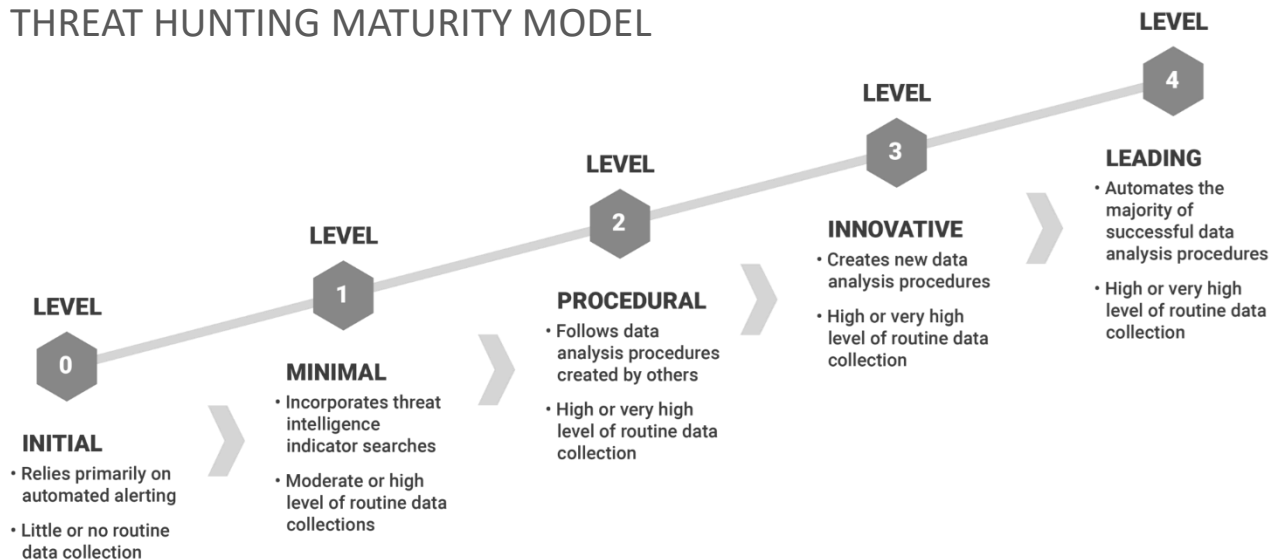 THREAT HUNTING MATURITY MODEL
LEVEL
0
INITIAL
• Relies primarily on
automated alerting
• Little or no routine
data collection
LEVEL
1
MINIMAL
• Incorporates threat
intelligence
indicator searches
• Moderate or high
level of routine data
collections
LEVEL
2
PROCEDURAL
• Follows data
analysis procedures
created by others
• High or very high
level of routine data
collection
LEVEL
3
INNOVATIVE
• Creates new data
analysis procedures
• High or very high
level of routine data
collection
LEVEL
4
LEADING
• Automates the
majority of
successful data
analysis procedures
• High or very high
level of routine data
collection